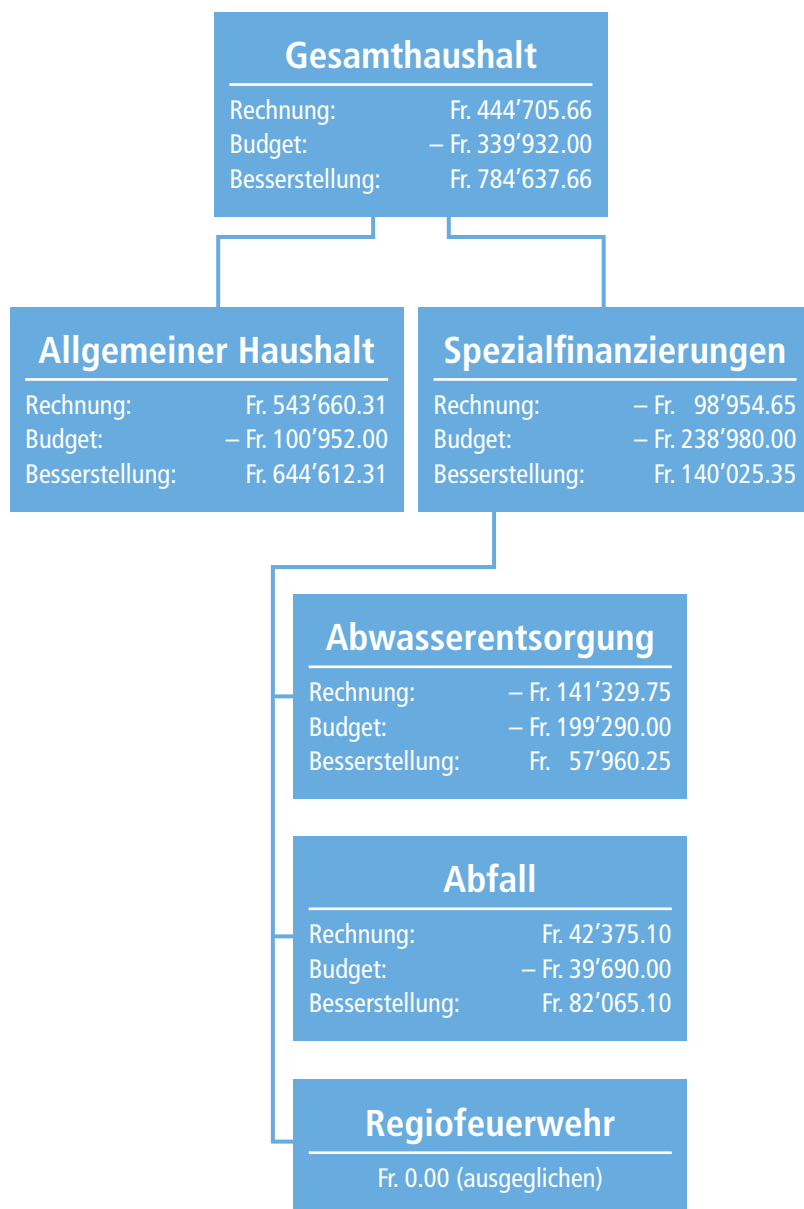 Gesamthaushalt
Rechnung: Fr. 444’705.66
Budget: – Fr. 339’932.00
Besserstellung: Fr. 784’637.66
Allgemeiner Haushalt
Rechnung: Fr. 543’660.31
Budget: – Fr. 100’952.00
Besserstellung: Fr. 644’612.31
Spezialfinanzierungen
Rechnung: – Fr. 98’954.65
Budget: – Fr. 238’980.00
Besserstellung: Fr. 140’025.35
Abwasserentsorgung
Rechnung: – Fr. 141’329.75
Budget: – Fr. 199’290.00
Besserstellung: Fr. 57’960.25
Abfall
Rechnung: Fr. 42’375.10
Budget: – Fr. 39’690.00
Besserstellung: Fr. 82’065.10
Regiofeuerwehr
Fr. 0.00 (ausgeglichen)